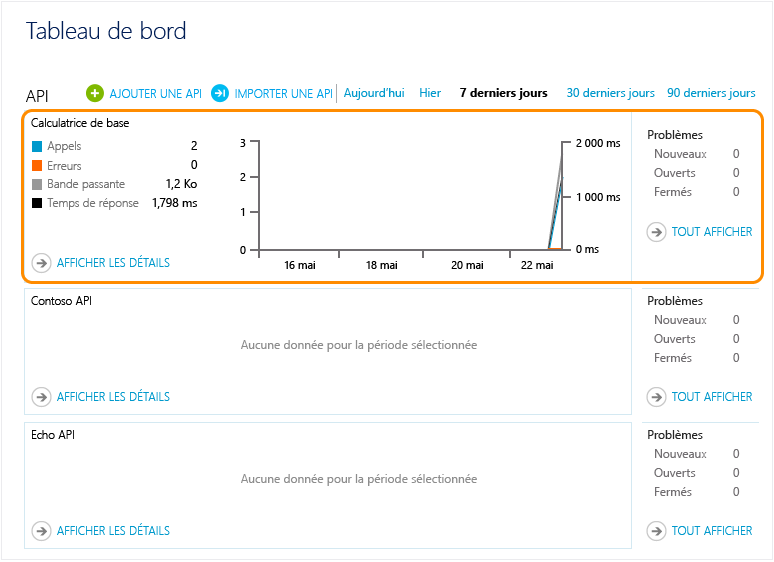 Tableau de bord
API AJOUTER UNE API IMPORTER UNE API Aujourd'hui Hier 7 derniers jours 30 derniers jours 90 derniers jours
Calculatrice de base
Appels 2
Erreurs 0
Bande passante 1,2 Ko
Temps de réponse 1,798 ms
AFFICHER LES DÉTAILS
3
2
1
0
2 000 ms
1 000 ms
0 ms
16 mai 18 mai 20 mai 22 mai
Problèmes
Nouveaux 0
Ouverts 0
Fermés 0
TOUT AFFICHER
Contoso API
Aucune donnée pour la période sélectionnée
AFFICHER LES DÉTAILS
Problèmes
Nouveaux 0
Ouverts 0
Fermés 0
TOUT AFFICHER
Echo API
Aucune donnée pour la période sélectionnée
AFFICHER LES DÉTAILS
Problèmes
Nouveaux 0
Ouverts 0
Fermés 0
TOUT AFFICHER